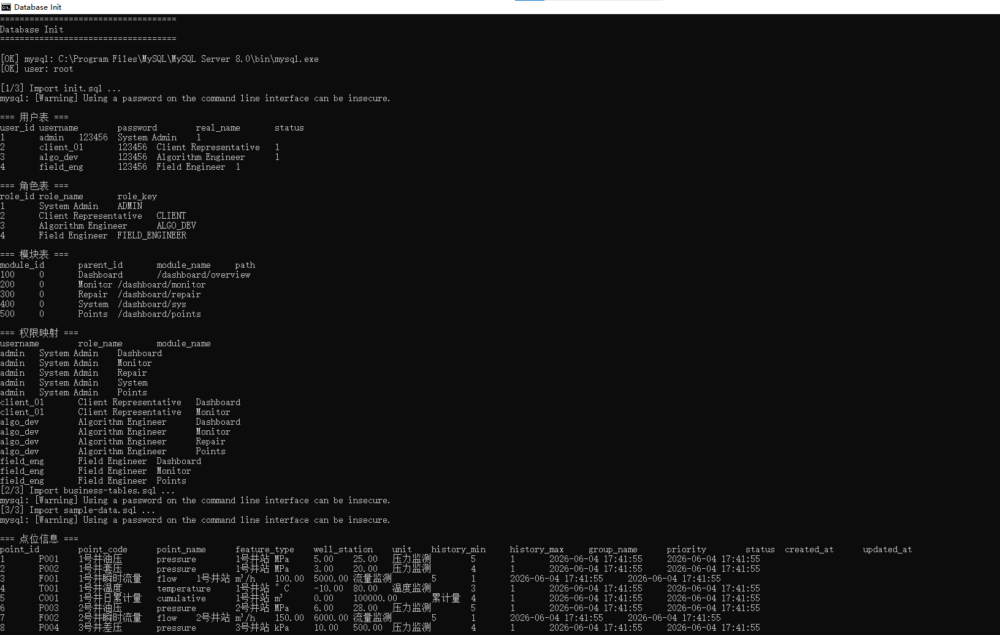 Database Init
====================================
Database Init
====================================
[OK] mysql: C:\Program Files\MySQL\MySQL Server 8.0\bin\mysql.exe
[OK] user: root
[1/3] Import init.sql ...
mysql: [Warning] Using a password on the command line interface can be insecure.
=== 用户表 ===
user_id username password real_name status
1 admin 123456 System Admin 1
2 client_01 123456 Client Representative 1
3 algo_dev 123456 Algorithm Engineer 1
4 field_eng 123456 Field Engineer 1
=== 角色表 ===
role_id role_name role_key
1 System Admin ADMIN
2 Client Representative CLIENT
3 Algorithm Engineer ALGO_DEV
4 Field Engineer FIELD_ENGINEER
=== 模块表 ===
module_id parent_id module_name path
100 0 Dashboard /dashboard/overview
200 0 Monitor /dashboard/monitor
300 0 Repair /dashboard/repair
400 0 System /dashboard/sys
500 0 Points /dashboard/points
=== 权限映射 ===
username role_name module_name
admin System Admin Dashboard
admin System Admin Monitor
admin System Admin Repair
admin System Admin System
admin System Admin Points
client_01 Client Representative Dashboard
client_01 Client Representative Monitor
algo_dev Algorithm Engineer Dashboard
algo_dev Algorithm Engineer Monitor
algo_dev Algorithm Engineer Repair
algo_dev Algorithm Engineer Points
field_eng Field Engineer Dashboard
field_eng Field Engineer Monitor
field_eng Field Engineer Points
[2/3] Import business-tables.sql ...
mysql: [Warning] Using a password on the command line interface can be insecure.
[3/3] Import sample-data.sql ...
mysql: [Warning] Using a password on the command line interface can be insecure.
=== 点位信息 ===
point_id point_code point_name feature_type well_station unit history_min history_max group_name priority status created_at updated_at
1 P001 1号井油压 pressure 1号井站 MPa 5.00 25.00 压力监测 5 1 2026-06-04 17:41:55 2026-06-04 17:41:55
2 P002 1号井套压 pressure 1号井站 MPa 3.00 20.00 压力监测 4 1 2026-06-04 17:41:55 2026-06-04 17:41:55
3 F001 1号井瞬时流量 flow 1号井站 m³/h 100.00 5000.00 流量监测 5 1 2026-06-04 17:41:55 2026-06-04 17:41:55
4 T001 1号井温度 temperature 1号井站 °C -10.00 80.00 温度监测 3 1 2026-06-04 17:41:55 2026-06-04 17:41:55
5 C001 1号井日累计量 cumulative 1号井站 m³ 0.00 100000.00 累计量 4 1 2026-06-04 17:41:55 2026-06-04 17:41:55
6 P003 2号井油压 pressure 2号井站 MPa 6.00 28.00 压力监测 5 1 2026-06-04 17:41:55 2026-06-04 17:41:55
7 F002 2号井瞬时流量 flow 2号井站 m³/h 150.00 6000.00 流量监测 5 1 2026-06-04 17:41:55 2026-06-04 17:41:55
8 P004 3号井差压 pressure 3号井站 kPa 10.00 500.00 压力监测 4 1 2026-06-04 17:41:55 2026-06-04 17:41:55